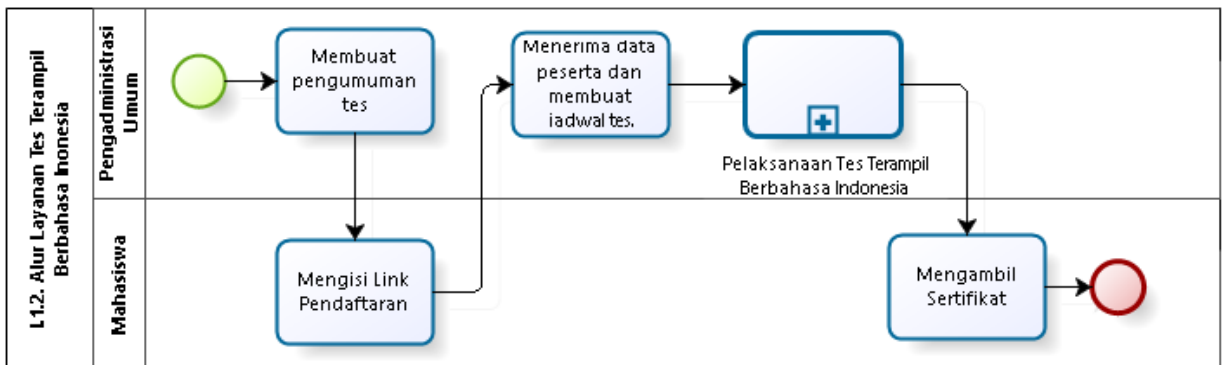 L1.2. Alur Layanan Tes Terampil
Berbahasa Inonesia
Pengadministrasi
Umum
Membuat
pengumuman
tes
Menerima data
peserta dan
membuat
jadwal tes.
Pelaksanaan Tes Terampil
Berbahasa Indonesia
Mahasiswa
Mengisi Link
Pendaftaran
Mengambil
Sertifikat